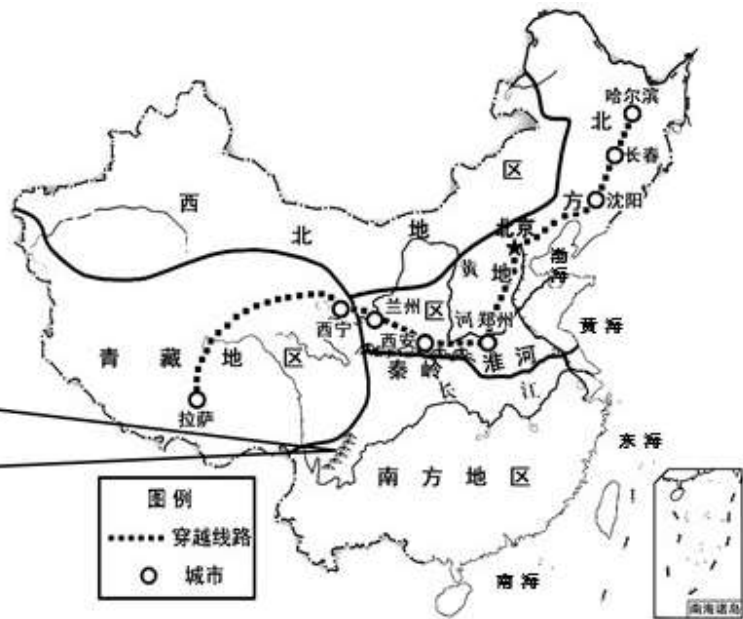 哈尔滨
北
长春
区
方
沈阳
西
北
地
北京
渤海
黄
地
兰州
区
西宁
河
郑州
黄海
西安
青藏地区
秦岭
淮河
长
江
拉萨
东海
南方地区
图例
穿越线路
城市
南海
南海诸岛